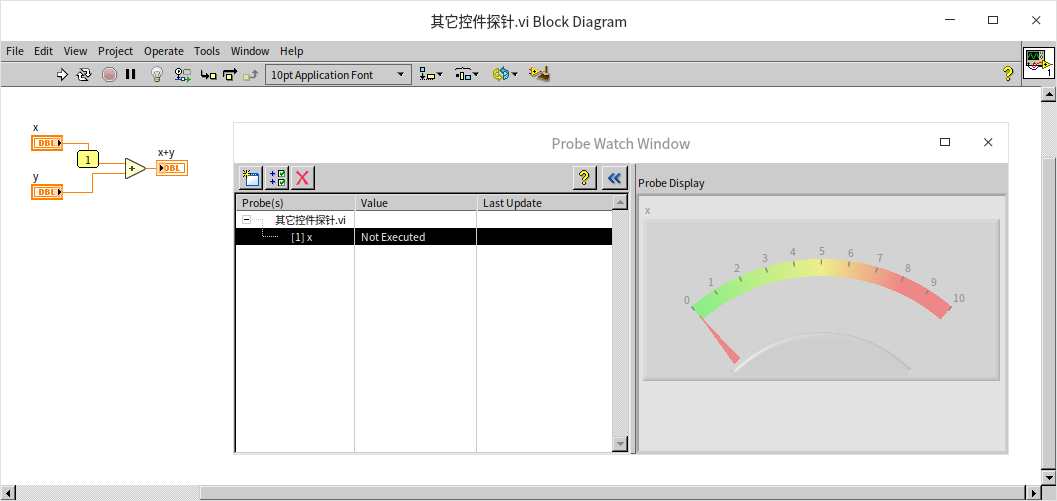 其它控件探针.vi Block Diagram
File Edit View Project Operate Tools Window Help
10pt Application Font
?
1
x
DBL
1
x+y
+
DBL
y
DBL
Probe Watch Window
?
Probe Display
Probe(s) Value Last Update
其它控件探针.vi
[1] x Not Executed
x
0 1 2 3 4 5 6 7 8 9 10